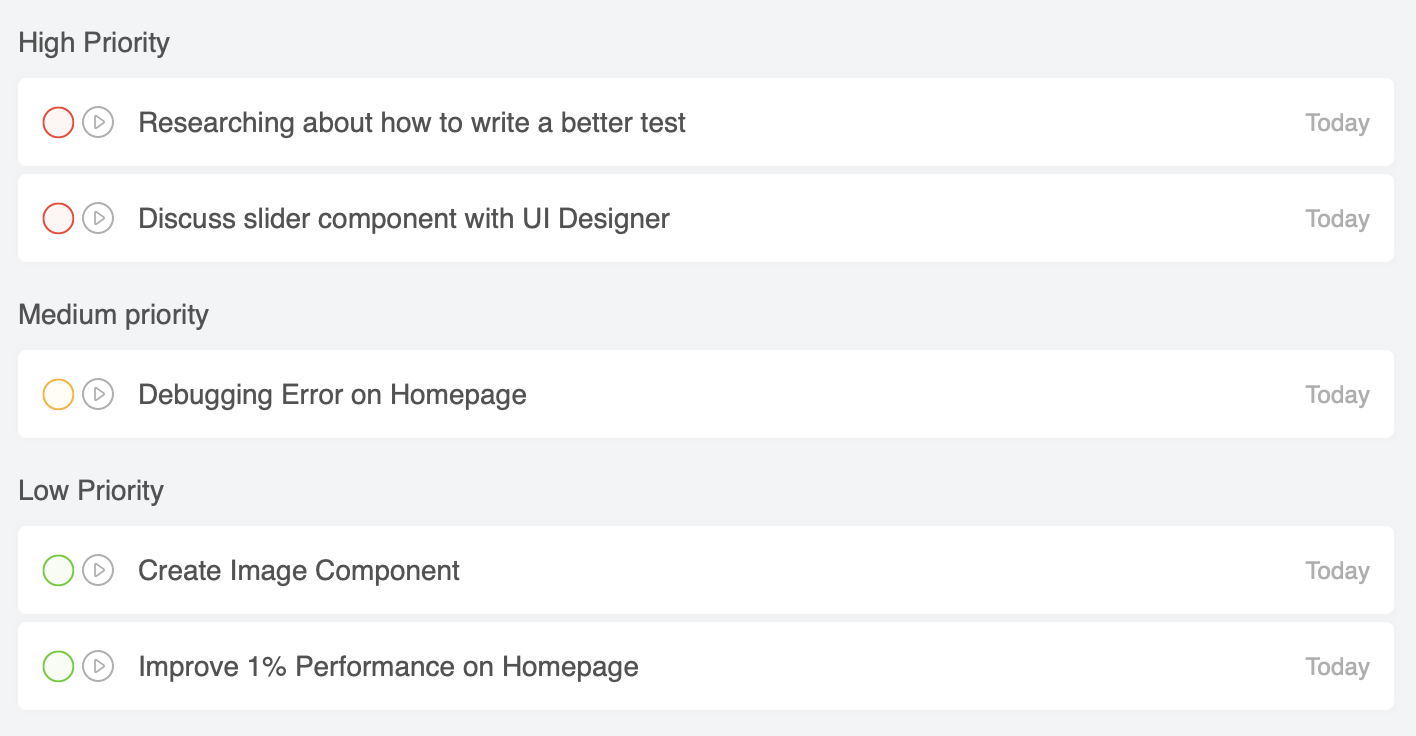 High Priority
Researching about how to write a better test Today
Discuss slider component with UI Designer Today
Medium priority
Debugging Error on Homepage Today
Low Priority
Create Image Component Today
Improve 1% Performance on Homepage Today